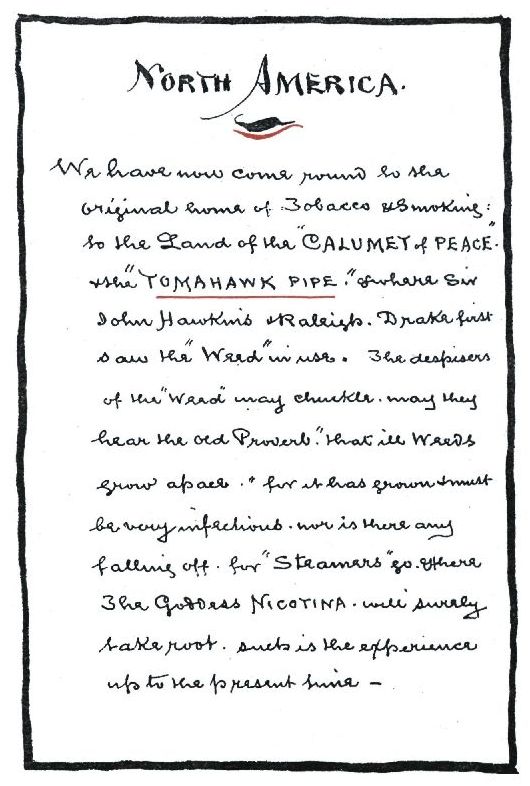 NORTH AMERICA.
We have now come round to the
original home of Tobacco & Smoking:
to the Land of the "CALUMET of PEACE."
& the "TOMAHAWK PIPE." & where Sir
John Hawkins & Raleigh. Drake first
saw the "Weed" in use. The despisers
of the "Weed" may chuckle. may they
hear the old Proverb. "that ill Weeds
grow apace." for it has grown & must
be very infectious. nor is there any
falling off. for "Steamers" go. & there
The Goddess NICOTINA. will surely
take root. such is the experience
up to the present time –